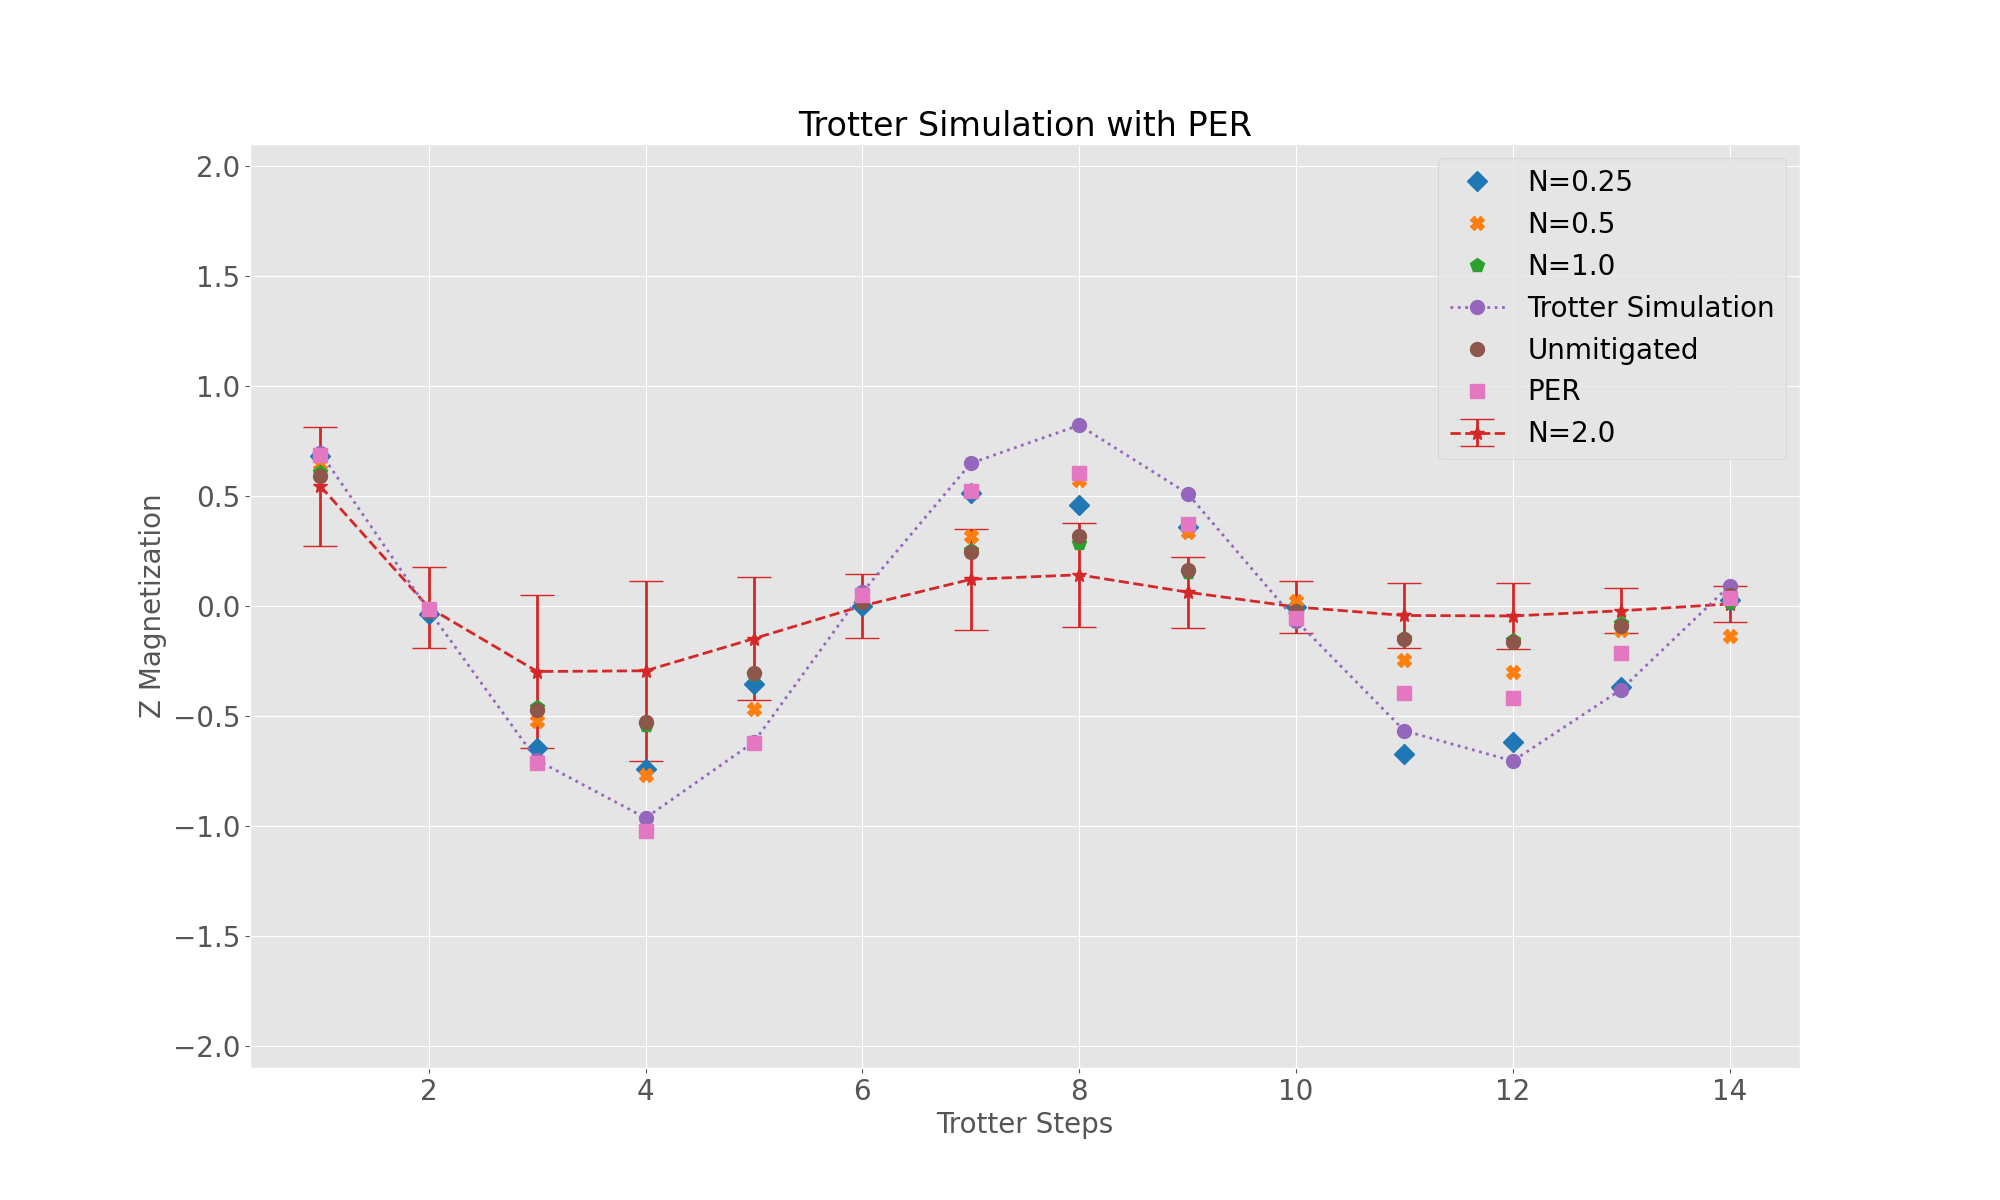 Trotter Simulation with PER
2.0
1.5
1.0
0.5
0.0
−0.5
−1.0
−1.5
−2.0
Z Magnetization
N=0.25
N=0.5
N=1.0
Trotter Simulation
Unmitigated
PER
N=2.0
2 4 6 8 10 12 14
Trotter Steps